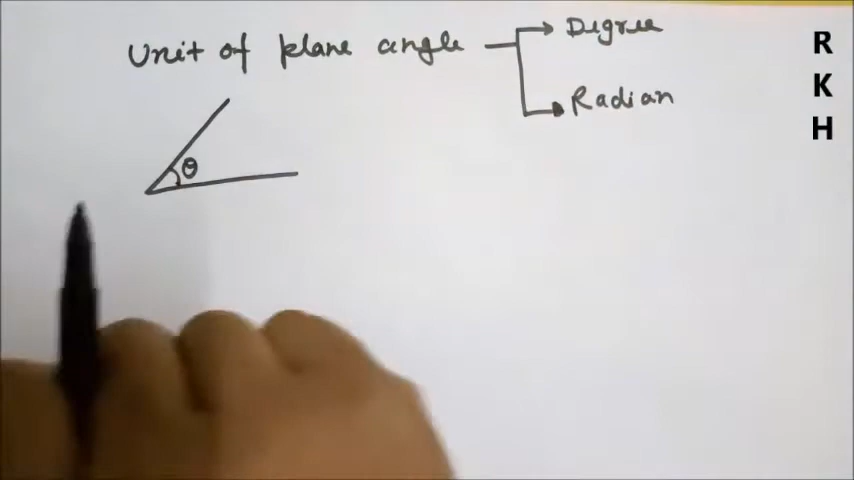 Unit of plane angle
Degree
Radian
θ
R
K
H